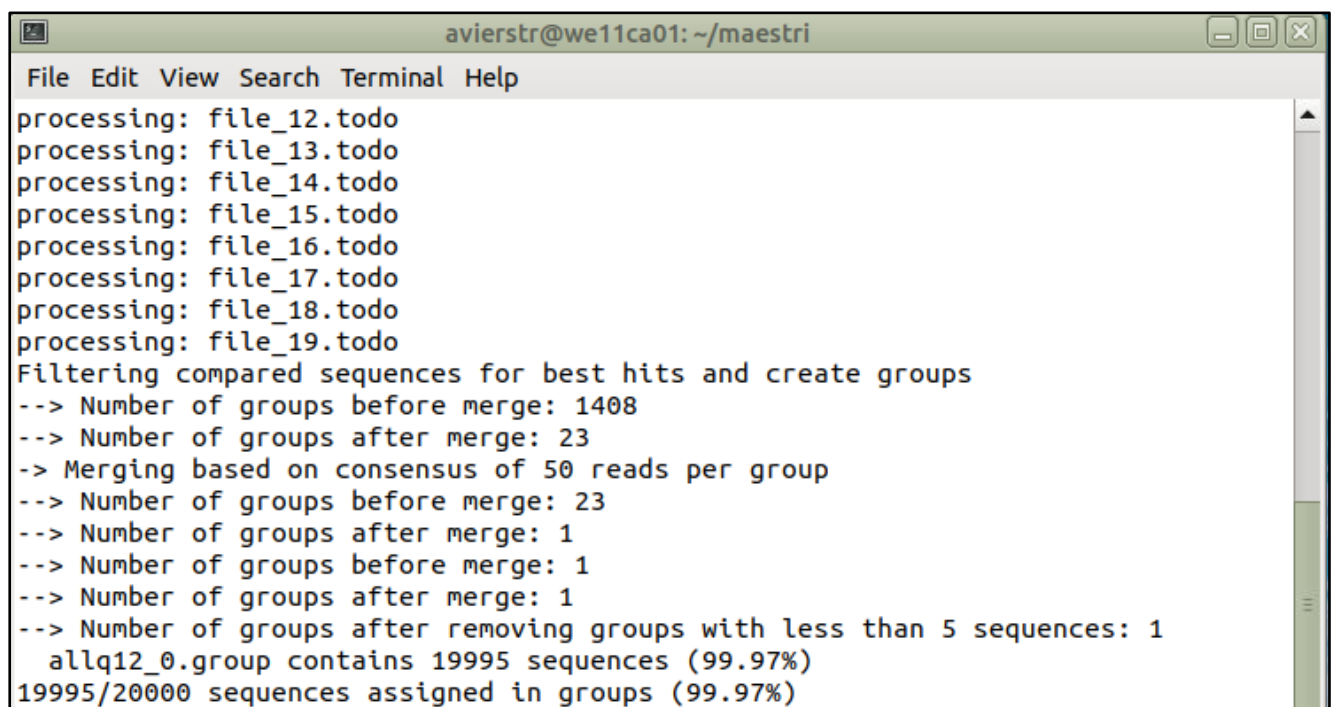 avierstr@we11ca01: ~/maestri
File Edit View Search Terminal Help
processing: file_12.todo
processing: file_13.todo
processing: file_14.todo
processing: file_15.todo
processing: file_16.todo
processing: file_17.todo
processing: file_18.todo
processing: file_19.todo
Filtering compared sequences for best hits and create groups
--> Number of groups before merge: 1408
--> Number of groups after merge: 23
-> Merging based on consensus of 50 reads per group
--> Number of groups before merge: 23
--> Number of groups after merge: 1
--> Number of groups before merge: 1
--> Number of groups after merge: 1
--> Number of groups after removing groups with less than 5 sequences: 1
  allq12_0.group contains 19995 sequences (99.97%)
19995/20000 sequences assigned in groups (99.97%)